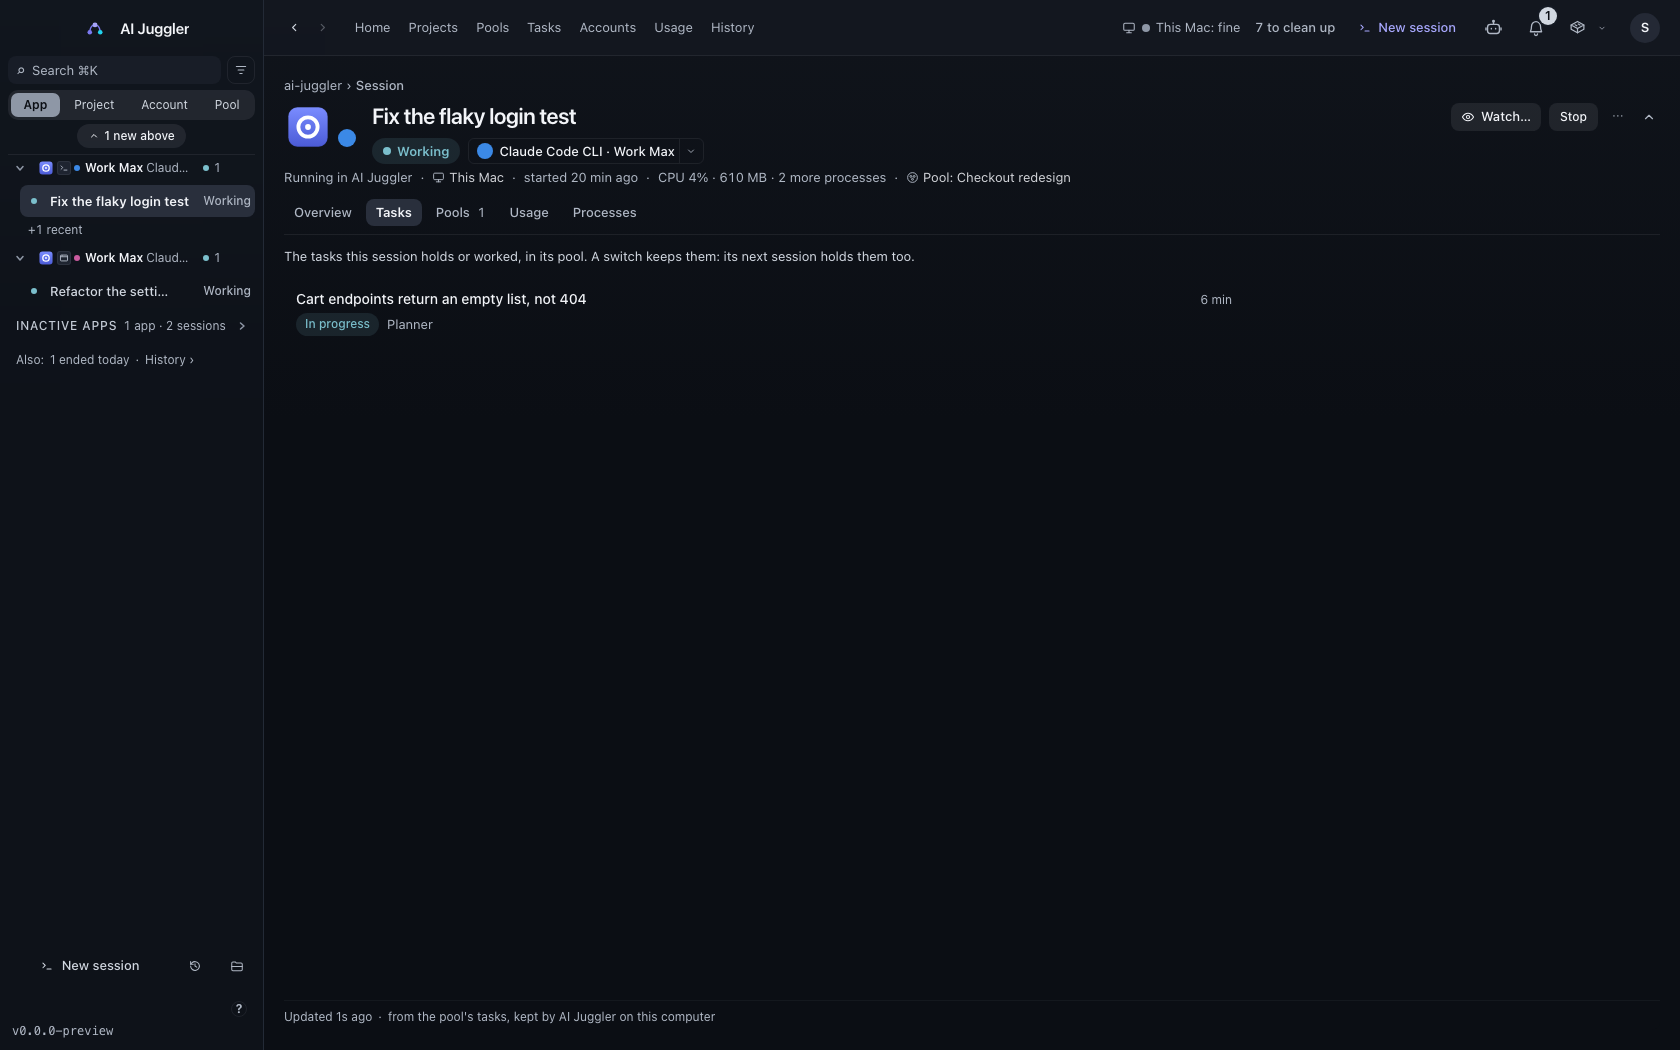 AI Juggler
Search ⌘K
App Project Account Pool
1 new above
Work Max Claud... 1
Fix the flaky login test Working
+1 recent
Work Max Claud... 1
Refactor the setti... Working
INACTIVE APPS 1 app · 2 sessions
Also: 1 ended today · History ›
New session
?
v0.0.0-preview
Home Projects Pools Tasks Accounts Usage History
This Mac: fine 7 to clean up New session 1 S
ai-juggler › Session
Fix the flaky login test
Watch... Stop ···
Working Claude Code CLI · Work Max
Running in AI Juggler · This Mac · started 20 min ago · CPU 4% · 610 MB · 2 more processes · Pool: Checkout redesign
Overview Tasks Pools 1 Usage Processes
The tasks this session holds or worked, in its pool. A switch keeps them: its next session holds them too.
Cart endpoints return an empty list, not 404 6 min
In progress Planner
Updated 1s ago · from the pool's tasks, kept by AI Juggler on this computer